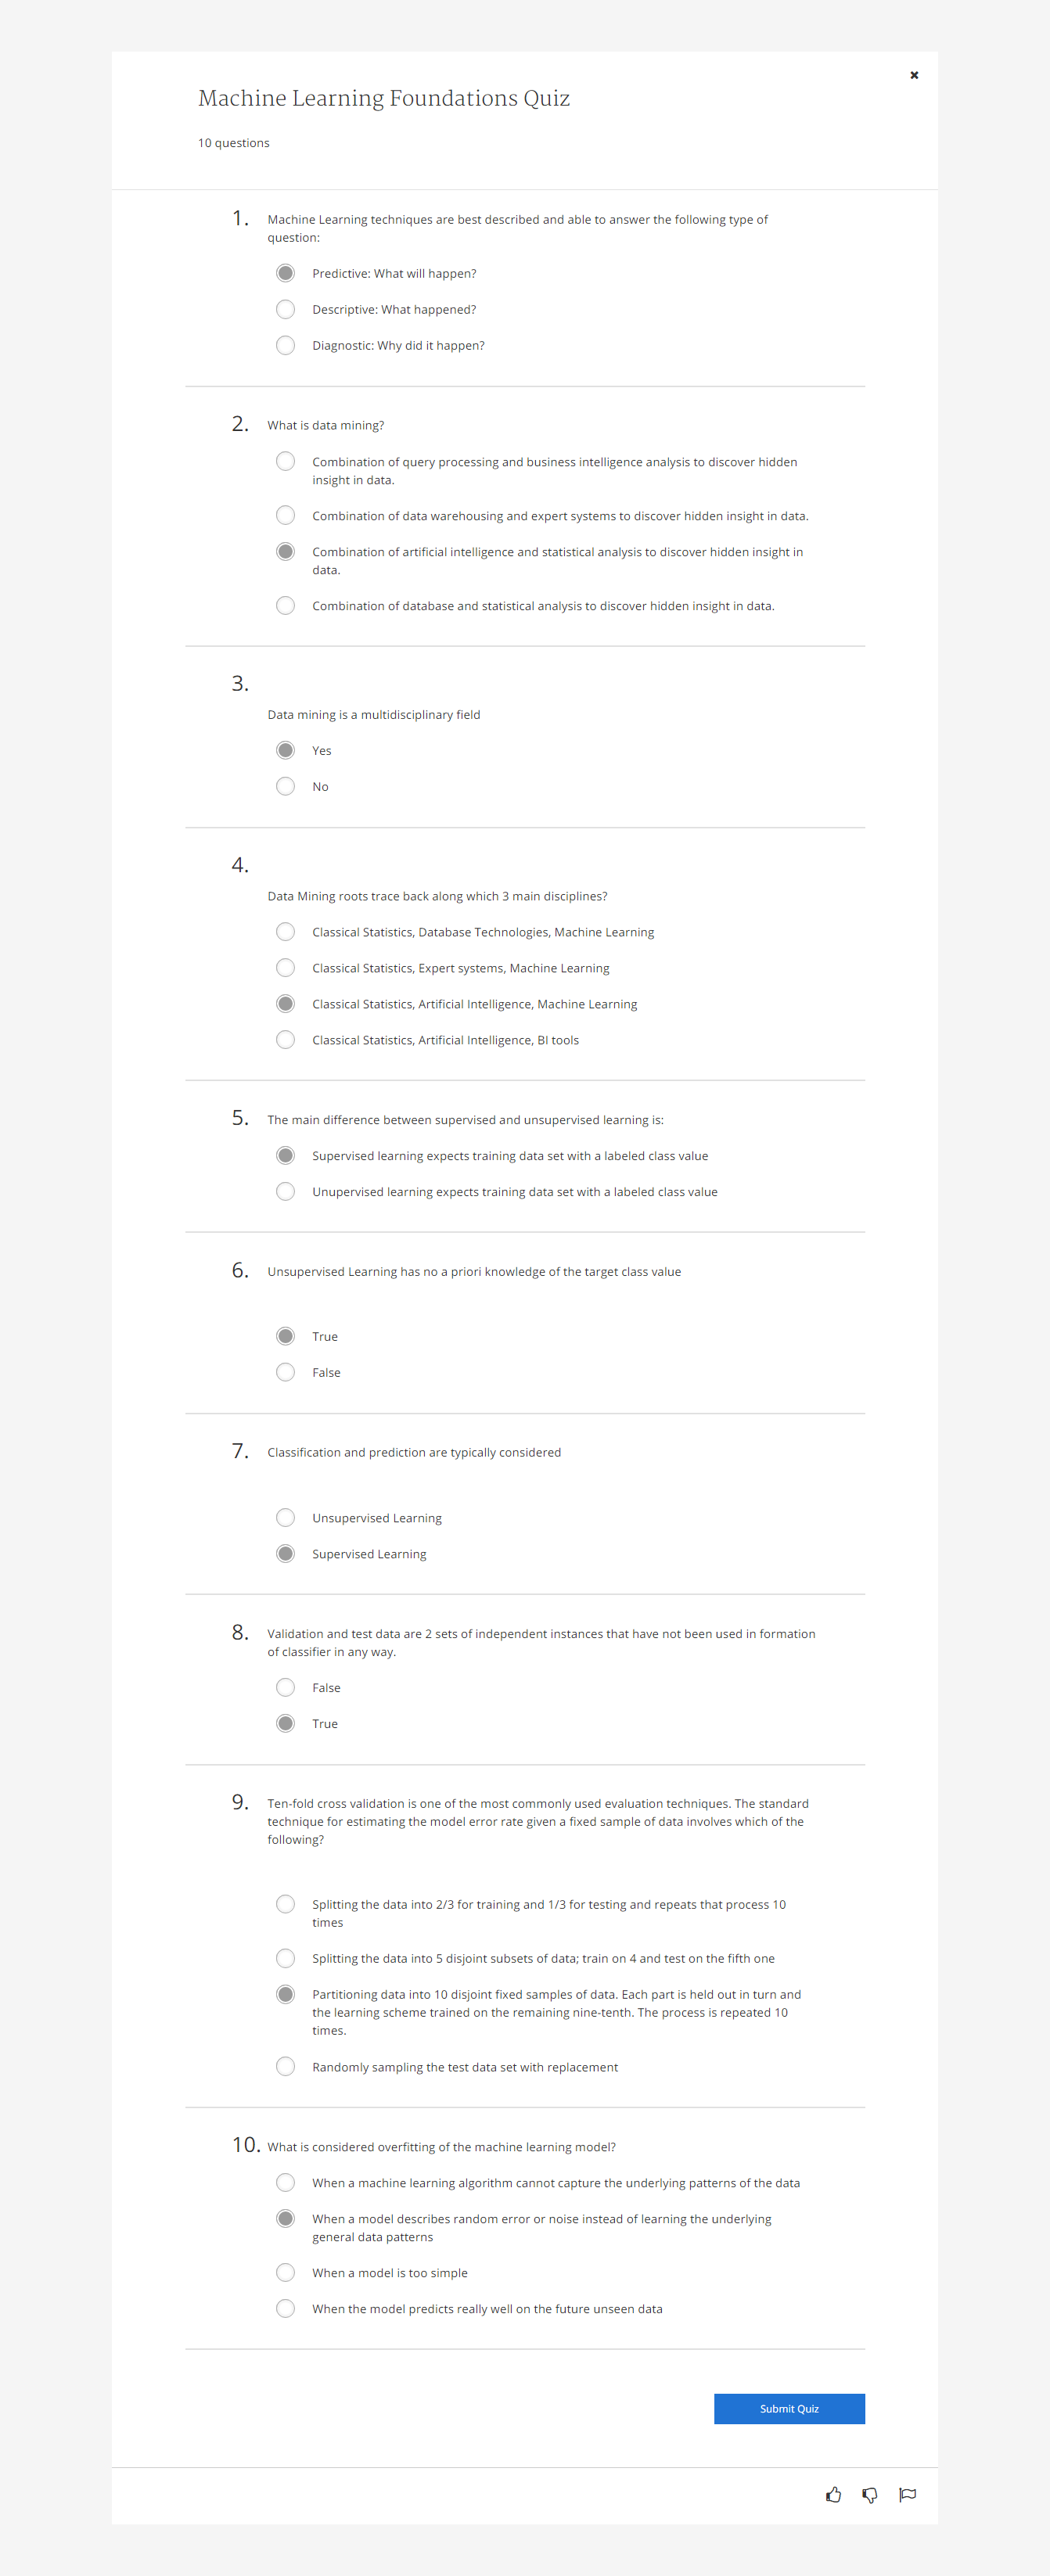 Machine Learning Foundations Quiz
10 questions
1.
Machine Learning techniques are best described and able to answer the following type of
question:
Predictive: What will happen?
Descriptive: What happened?
Diagnostic: Why did it happen?
2.
What is data mining?
Combination of query processing and business intelligence analysis to discover hidden
insight in data.
Combination of data warehousing and expert systems to discover hidden insight in data.
Combination of artificial intelligence and statistical analysis to discover hidden insight in
data.
Combination of database and statistical analysis to discover hidden insight in data.
3.
Data mining is a multidisciplinary field
Yes
No
4.
Data Mining roots trace back along which 3 main disciplines?
Classical Statistics, Database Technologies, Machine Learning
Classical Statistics, Expert systems, Machine Learning
Classical Statistics, Artificial Intelligence, Machine Learning
Classical Statistics, Artificial Intelligence, BI tools
5.
The main difference between supervised and unsupervised learning is:
Supervised learning expects training data set with a labeled class value
Unupervised learning expects training data set with a labeled class value
6.
Unsupervised Learning has no a priori knowledge of the target class value
True
False
7.
Classification and prediction are typically considered
Unsupervised Learning
Supervised Learning
8.
Validation and test data are 2 sets of independent instances that have not been used in formation
of classifier in any way.
False
True
9.
Ten-fold cross validation is one of the most commonly used evaluation techniques. The standard
technique for estimating the model error rate given a fixed sample of data involves which of the
following?
Splitting the data into 2/3 for training and 1/3 for testing and repeats that process 10
times
Splitting the data into 5 disjoint subsets of data; train on 4 and test on the fifth one
Partitioning data into 10 disjoint fixed samples of data. Each part is held out in turn and
the learning scheme trained on the remaining nine-tenth. The process is repeated 10
times.
Randomly sampling the test data set with replacement
10.
What is considered overfitting of the machine learning model?
When a machine learning algorithm cannot capture the underlying patterns of the data
When a model describes random error or noise instead of learning the underlying
general data patterns
When a model is too simple
When the model predicts really well on the future unseen data
Submit Quiz